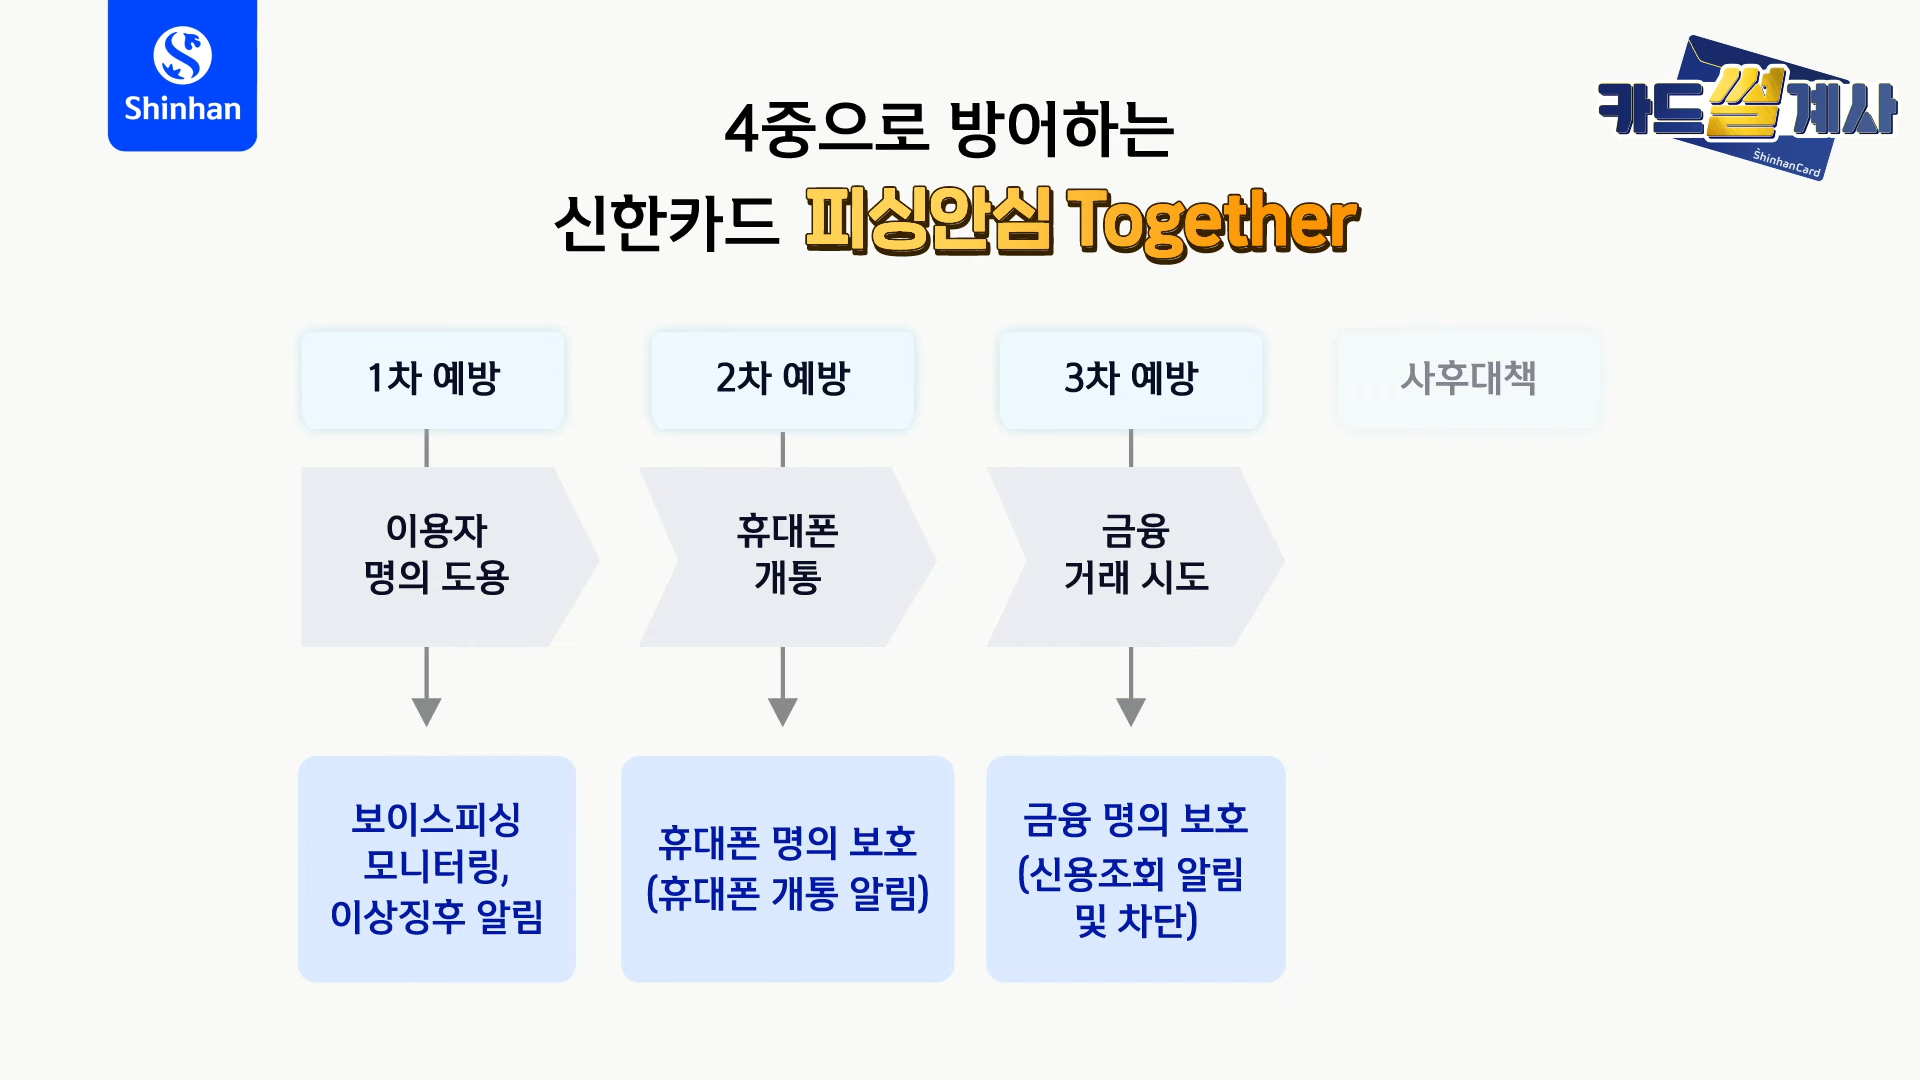 Shinhan
카드썰계사
ShinhanCard
4중으로 방어하는
신한카드 피싱안심 Together
1차 예방
2차 예방
3차 예방
사후대책
이용자
명의 도용
휴대폰
개통
금융
거래 시도
보이스피싱
모니터링,
이상징후 알림
휴대폰 명의 보호
(휴대폰 개통 알림)
금융 명의 보호
(신용조회 알림
및 차단)